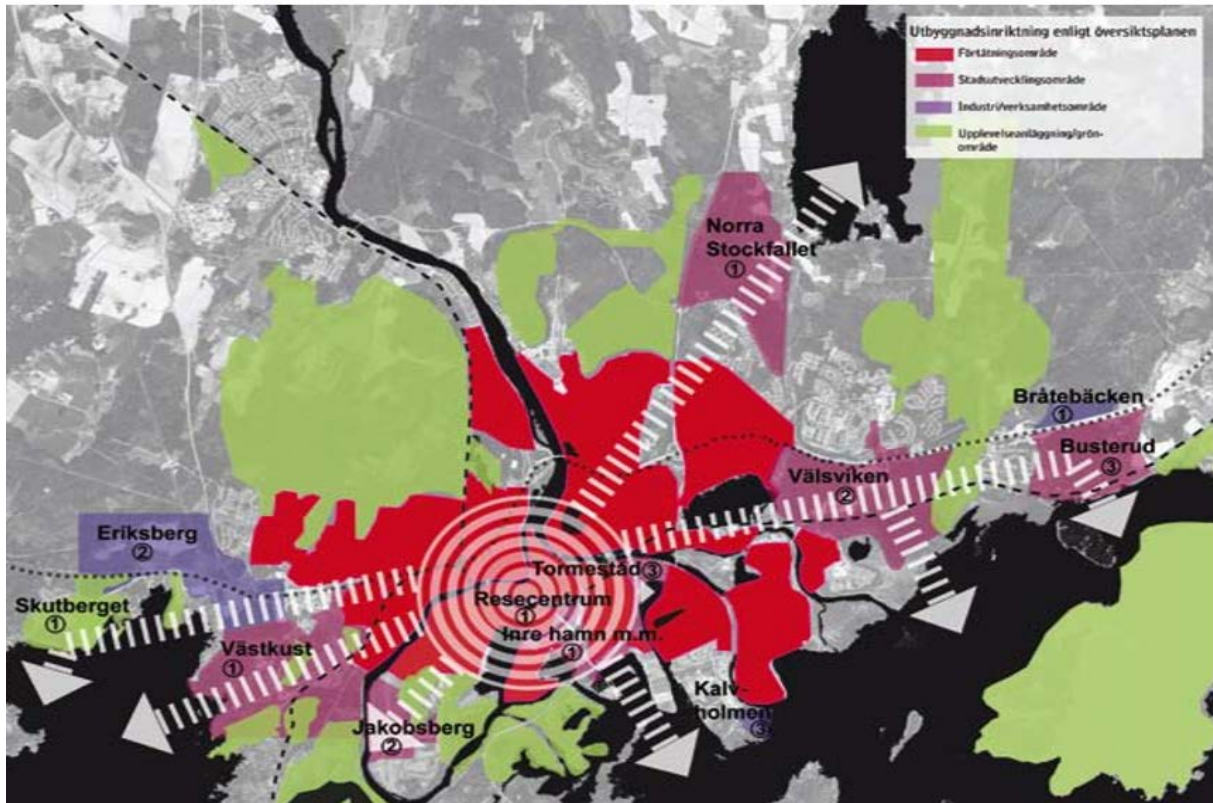 Utbyggnadsinriktning enligt översiktsplanen
Förtätningsområde
Stadsutvecklingsområde
Industri/verksamhetsområde
Upplevelseanläggning/grön-
område
Norra
Stockfallet
①
Bråtebäcken
①
Busterud
③
Välsviken
②
Eriksberg
②
Tormestad③
Skutberget
①
Resecentrum
①
Inre hamn m.m.
①
Västkust
①
Kalv-
holmen
③
Jakobsberg
②